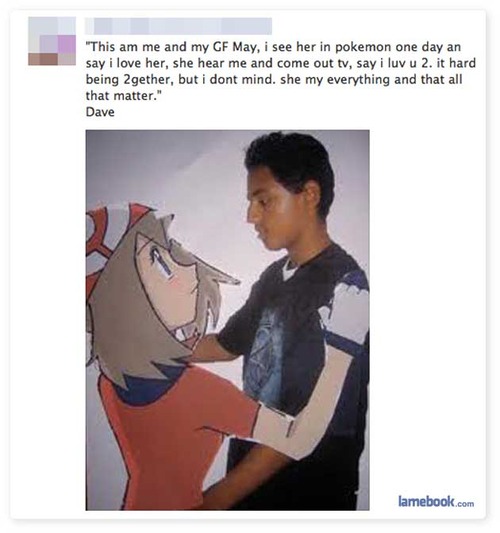 "This am me and my GF May, i see her in pokemon one day an
say i love her, she hear me and come out tv, say i luv u 2. it hard
being 2gether, but i dont mind. she my everything and that all
that matter."
Dave
lamebook.com